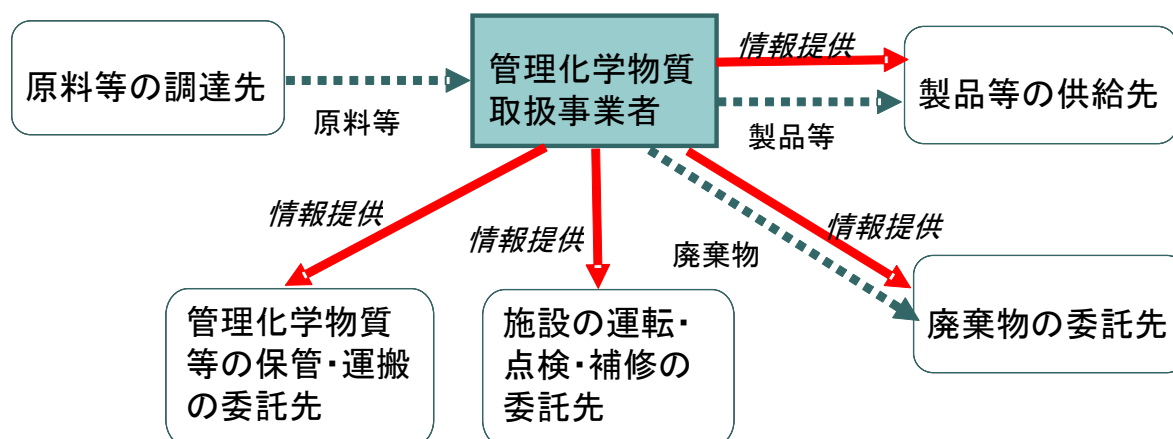 原料等の調達先
原料等
管理化学物質
取扱事業者
情報提供
製品等
製品等の供給先
情報提供
情報提供
廃棄物
情報提供
管理化学物質
等の保管・運搬
の委託先
施設の運転・
点検・補修の
委託先
廃棄物の委託先